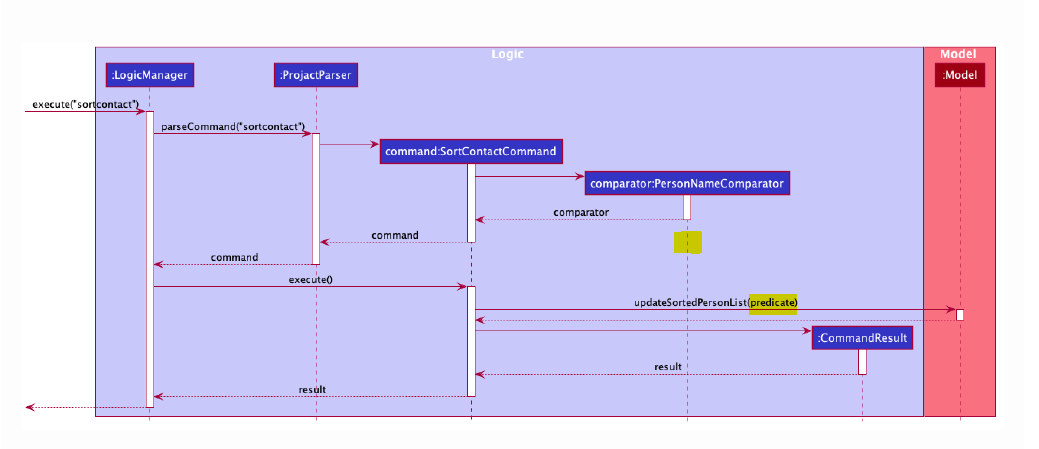 Logic
Model
:LogicManager
:ProjactParser
:Model
execute("sortcontact")
parseCommand("sortcontact")
command:SortContactCommand
comparator:PersonNameComparator
comparator
command
command
execute()
updateSortedPersonList(predicate)
:CommandResult
result
result